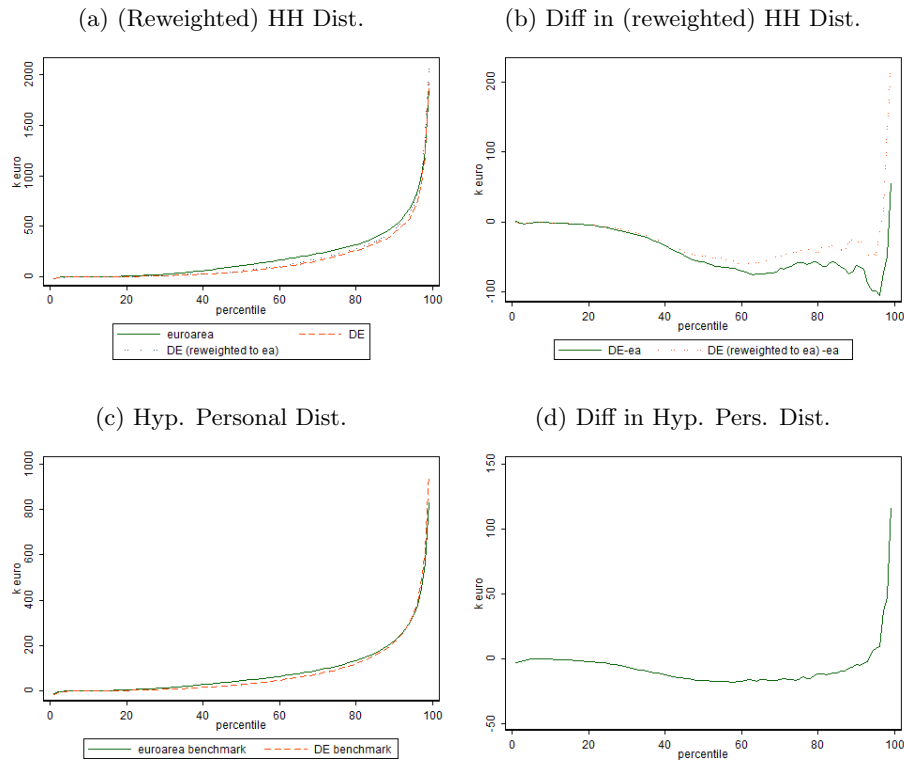 (a) (Reweighted) HH Dist.
k euro
0 500 1000 1500 2000
0 20 40 60 80 100
percentile
euroarea DE
DE (reweighted to ea)
(b) Diff in (reweighted) HH Dist.
k euro
-100 0 100 200
0 20 40 60 80 100
percentile
DE-ea DE (reweighted to ea) -ea
(c) Hyp. Personal Dist.
k euro
0 200 400 600 800 1000
0 20 40 60 80 100
percentile
euroarea benchmark DE benchmark
(d) Diff in Hyp. Pers. Dist.
k euro
-50 0 50 100 150
0 20 40 60 80 100
percentile